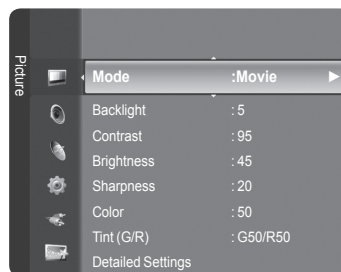 Picture
Mode :Movie
Backlight : 5
Contrast : 95
Brightness : 45
Sharpness : 20
Color : 50
Tint (G/R) : G50/R50
Detailed Settings